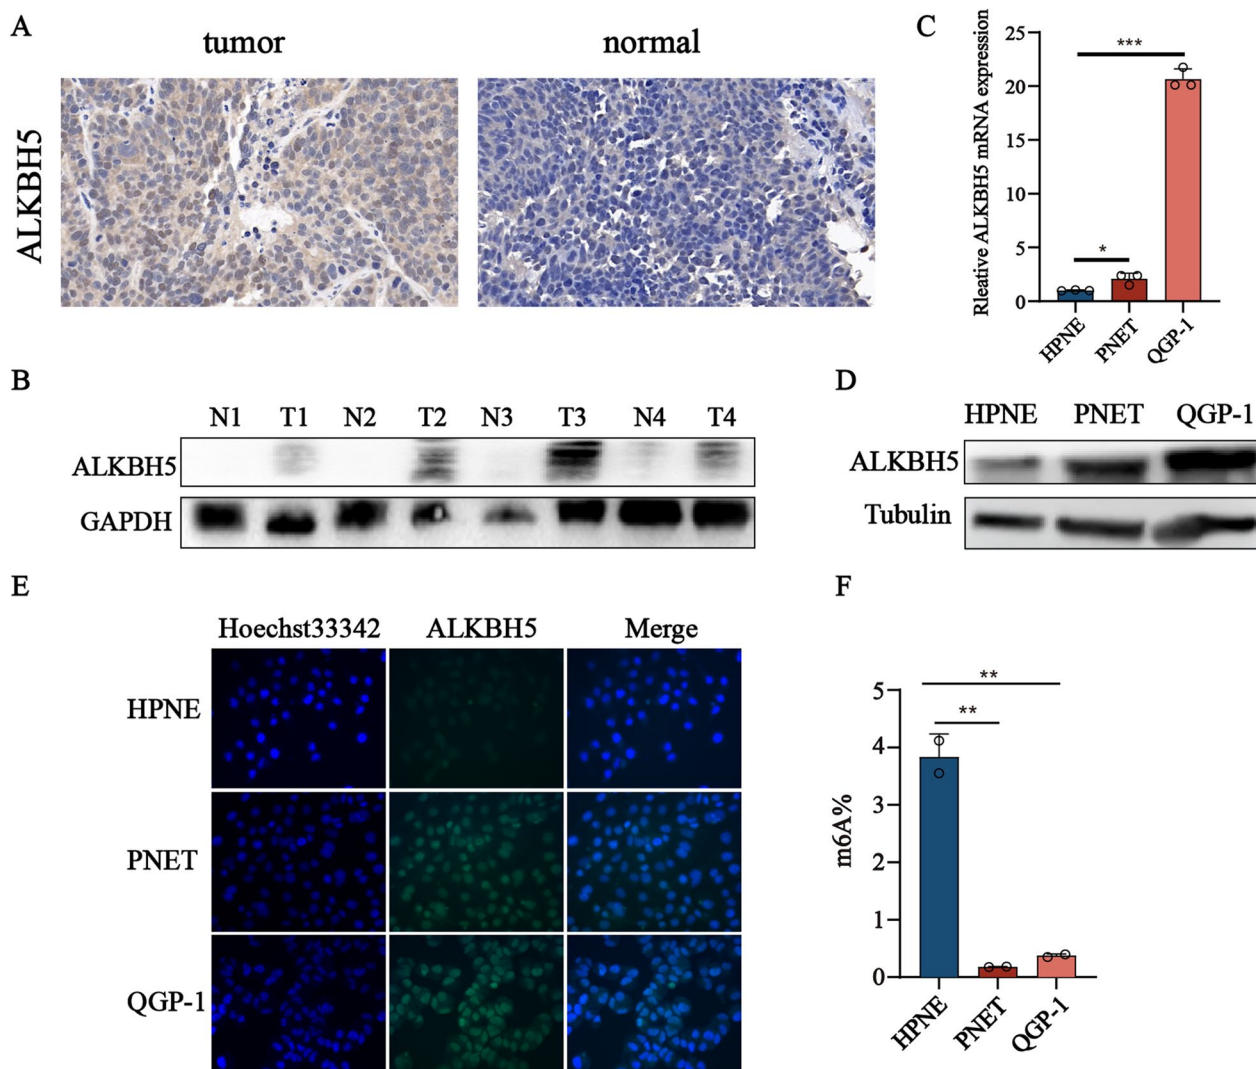 A
tumor
normal
ALKBH5
C
Rleative ALKBH5 mRNA expression
25
20
15
10
5
0
***
*
HPNE
PNET
QGP-1
B
N1 T1 N2 T2 N3 T3 N4 T4
ALKBH5
GAPDH
D
HPNE PNET QGP-1
ALKBH5
Tubulin
E
Hoechst33342 ALKBH5 Merge
HPNE
PNET
QGP-1
F
m6A%
5
4
3
2
1
0
**
**
HPNE
PNET
QGP-1